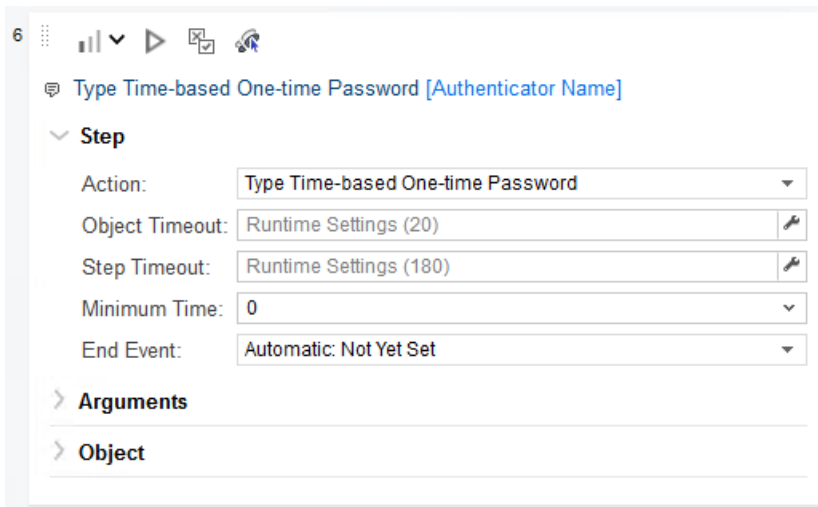 6
Type Time-based One-time Password [Authenticator Name]
Step
Action: Type Time-based One-time Password
Object Timeout: Runtime Settings (20)
Step Timeout: Runtime Settings (180)
Minimum Time: 0
End Event: Automatic: Not Yet Set
Arguments
Object